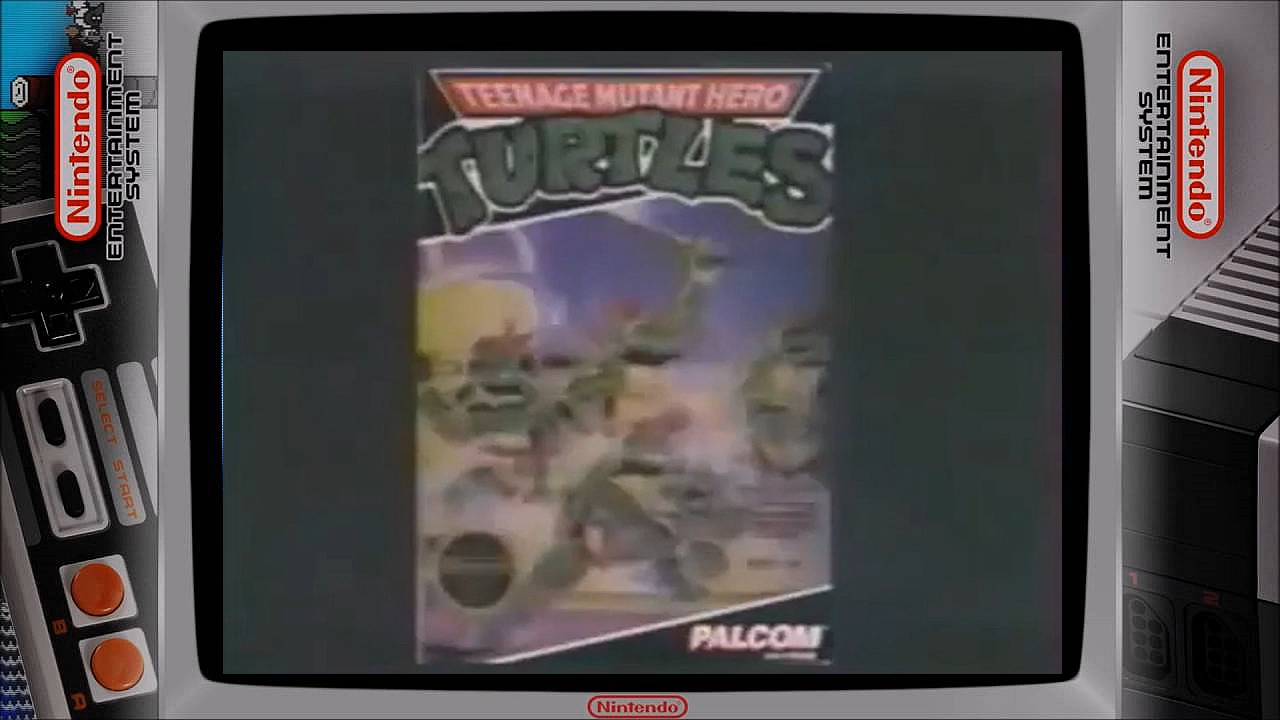 Nintendo®
ENTERTAINMENT
SYSTEM
SELECT START
B
A
TEENAGE MUTANT HERO
TURTLES
PALCOM
Nintendo®
ENTERTAINMENT
SYSTEM
Nintendo®